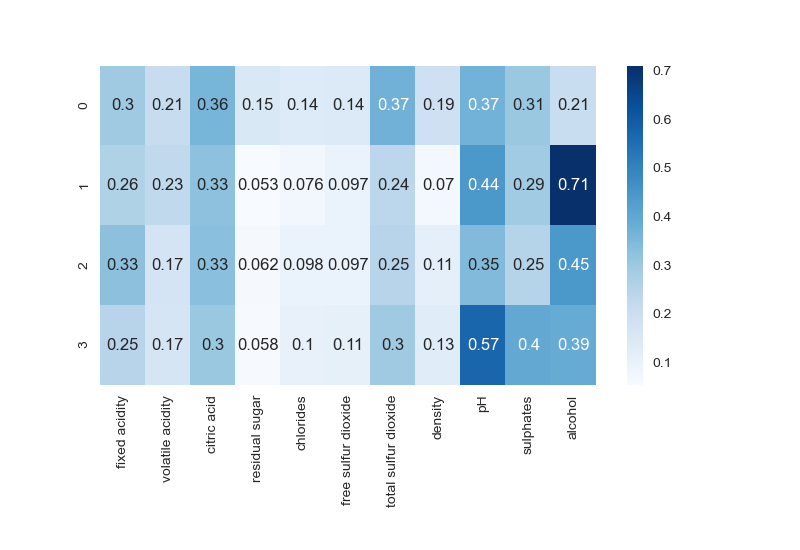 0 0.3 0.21 0.36 0.15 0.14 0.14 0.37 0.19 0.37 0.31 0.21
1 0.26 0.23 0.33 0.053 0.076 0.097 0.24 0.07 0.44 0.29 0.71
2 0.33 0.17 0.33 0.062 0.098 0.097 0.25 0.11 0.35 0.25 0.45
3 0.25 0.17 0.3 0.058 0.1 0.11 0.3 0.13 0.57 0.4 0.39
fixed acidity
volatile acidity
citric acid
residual sugar
chlorides
free sulfur dioxide
total sulfur dioxide
density
pH
sulphates
alcohol
0.7
0.6
0.5
0.4
0.3
0.2
0.1